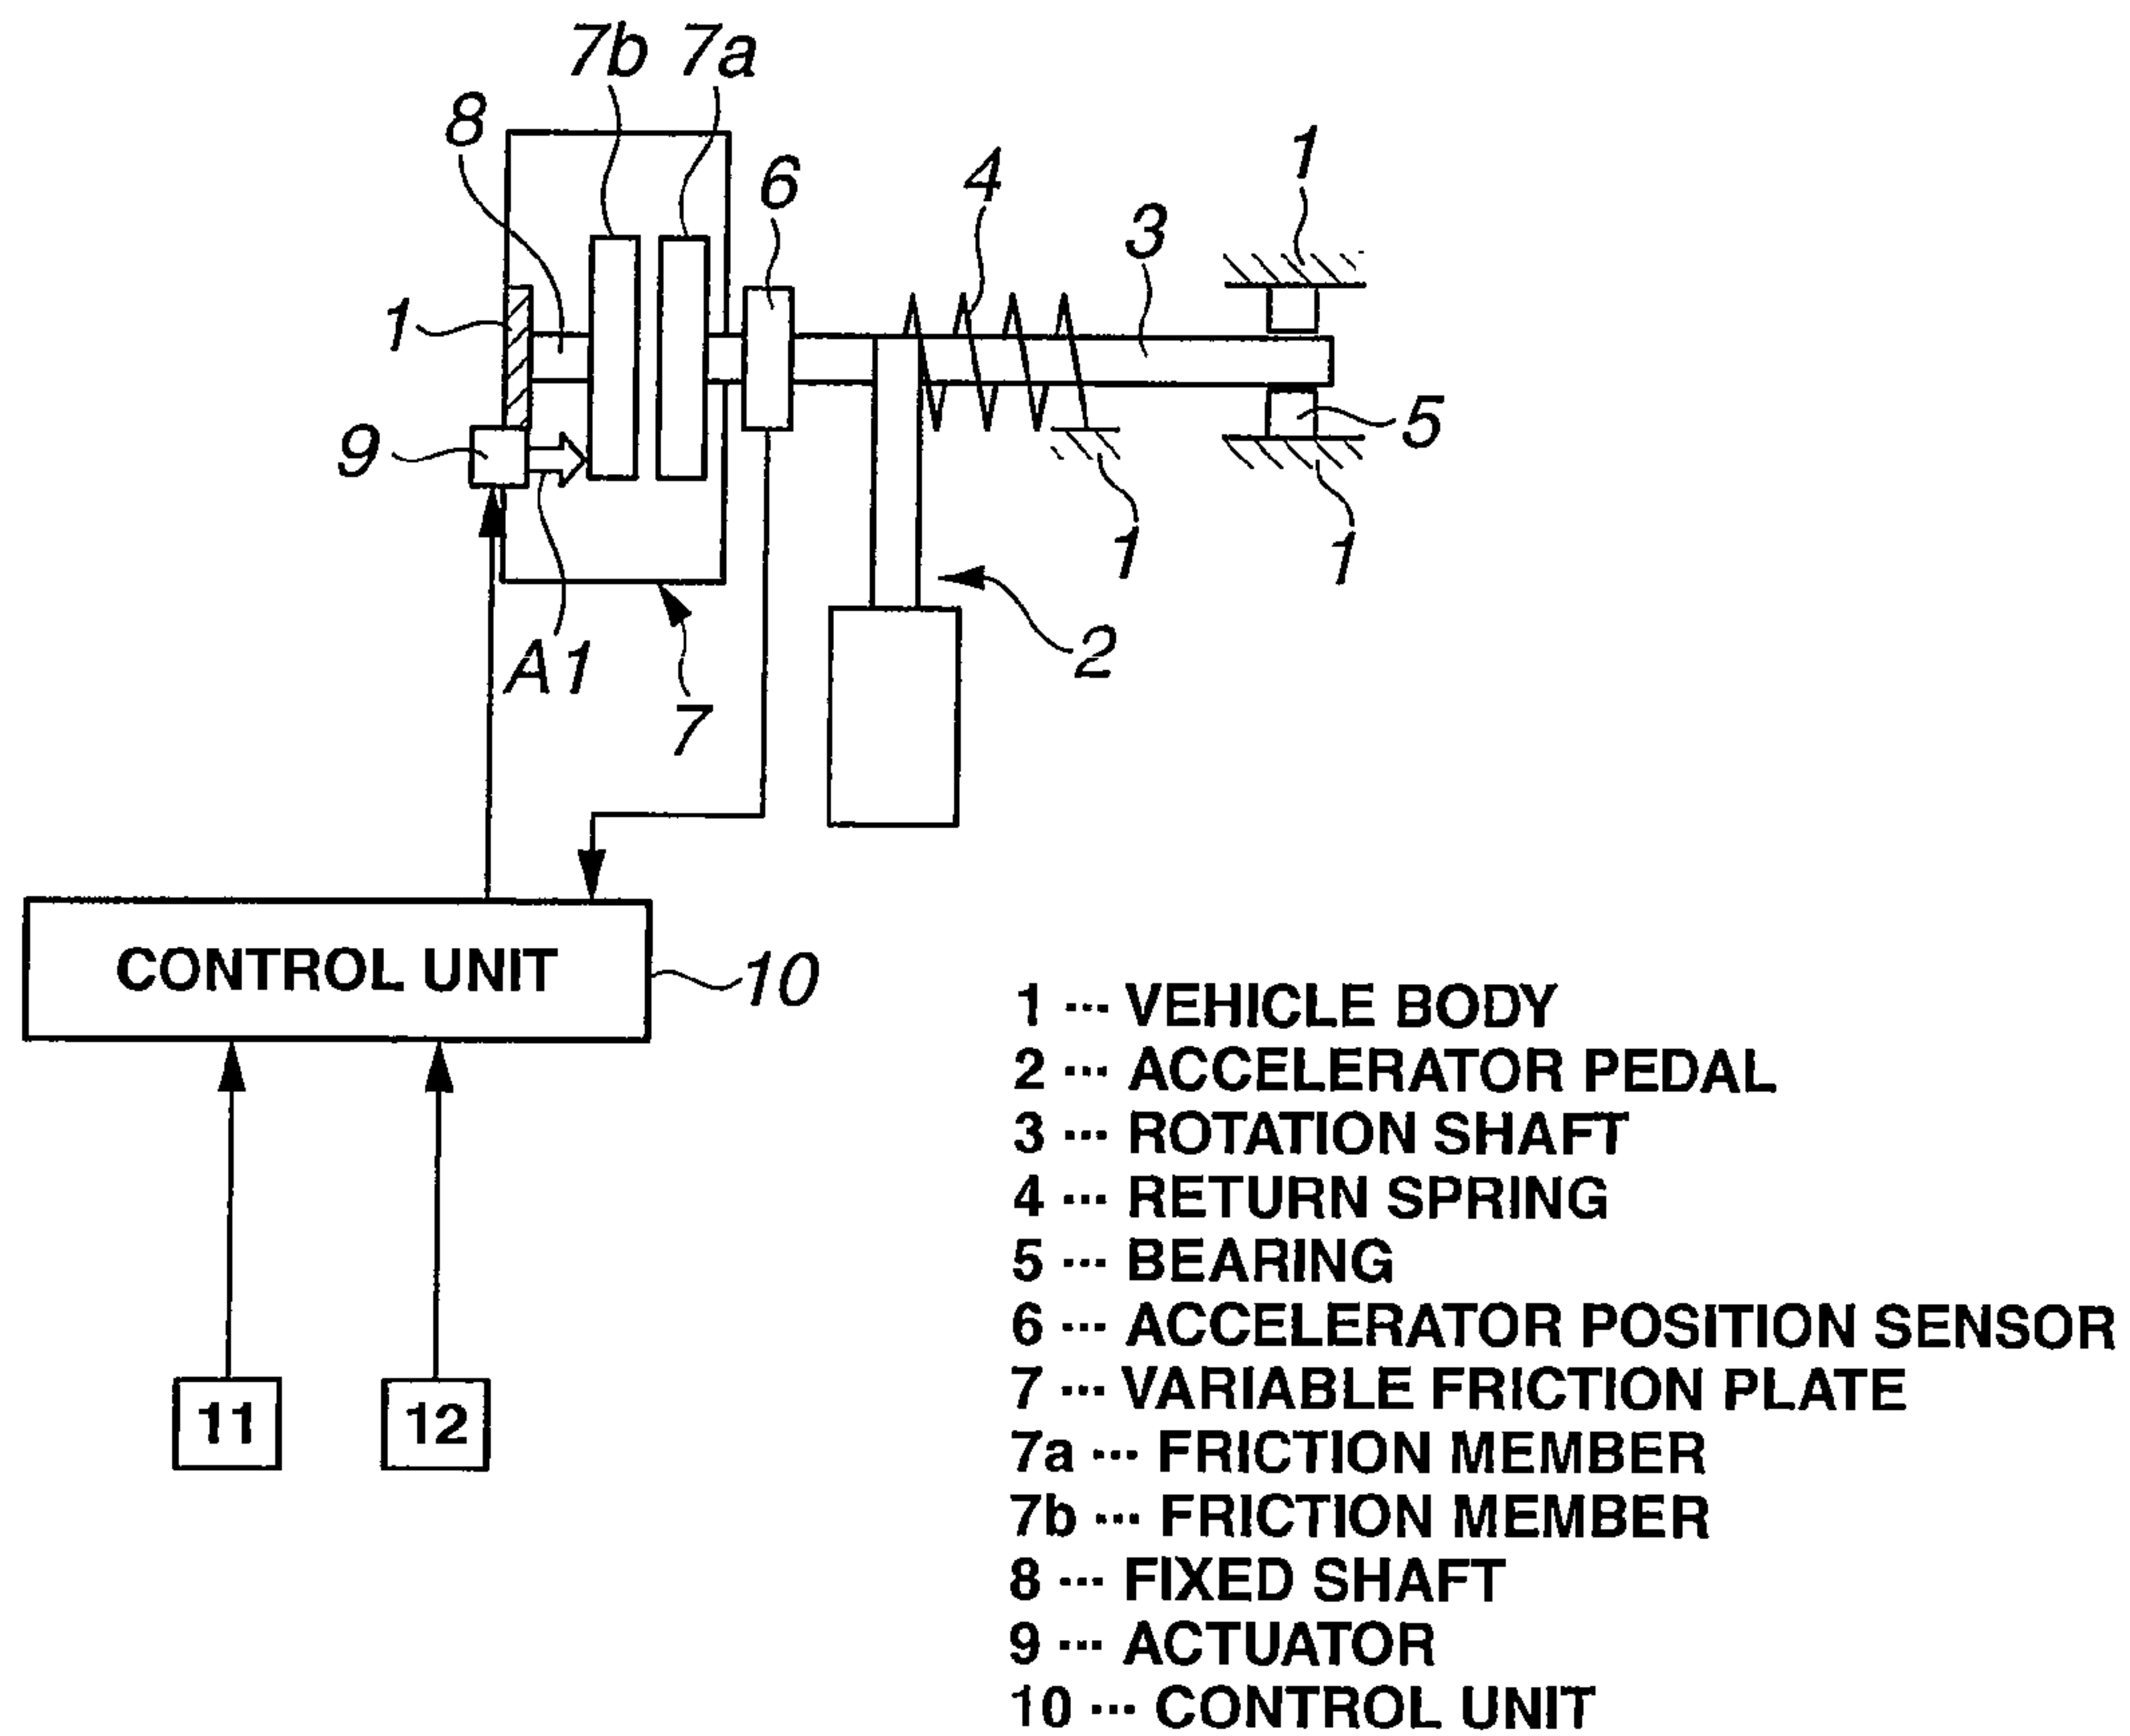 7b 7a
8
6
4
1
3
1
5
9
1
1
A1
2
7
CONTROL UNIT
10
11
12
1 --- VEHICLE BODY
2 --- ACCELERATOR PEDAL
3 --- ROTATION SHAFT
4 --- RETURN SPRING
5 --- BEARING
6 --- ACCELERATOR POSITION SENSOR
7 --- VARIABLE FRICTION PLATE
7a --- FRICTION MEMBER
7b --- FRICTION MEMBER
8 --- FIXED SHAFT
9 --- ACTUATOR
10 --- CONTROL UNIT